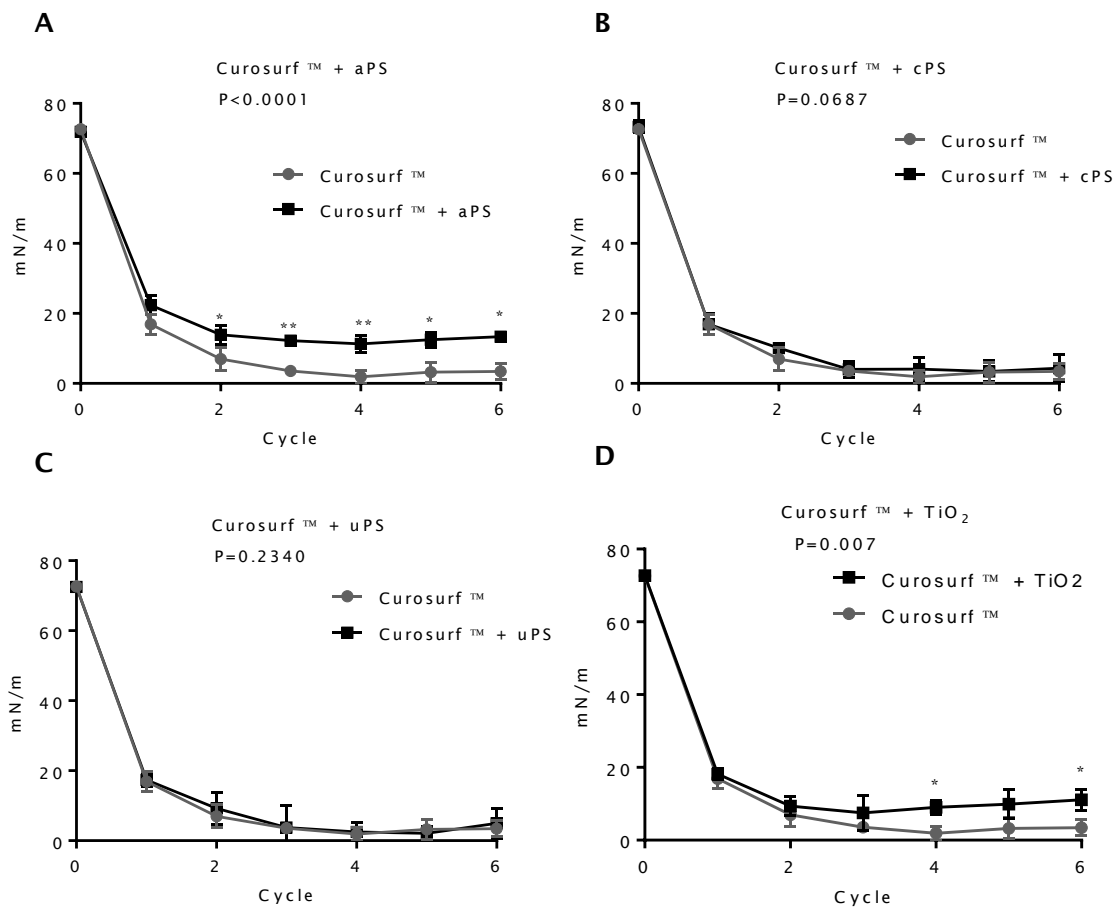 A
Curosurf ™ + aPS
P<0.0001
80
60
40
20
0
mN/m
Curosurf ™
Curosurf ™ + aPS
*
**
**
*
*
0 2 4 6
Cycle
B
Curosurf ™ + cPS
P=0.0687
80
60
40
20
0
mN/m
Curosurf ™
Curosurf ™ + cPS
0 2 4 6
Cycle
C
Curosurf ™ + uPS
P=0.2340
80
60
40
20
0
mN/m
Curosurf ™
Curosurf ™ + uPS
0 2 4 6
Cycle
D
Curosurf ™ + TiO₂
P=0.007
80
60
40
20
0
mN/m
Curosurf ™ + TiO2
Curosurf ™
*
*
0 2 4 6
Cycle